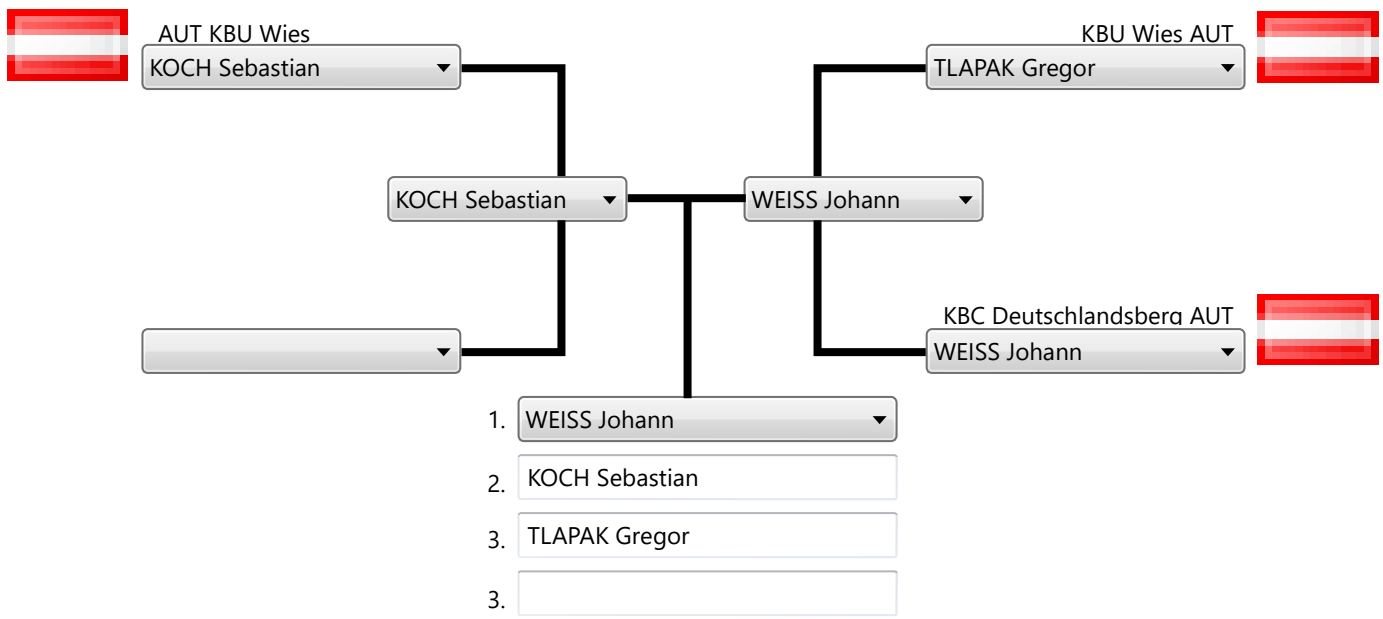 AUT KBU Wies
KOCH Sebastian
KBU Wies AUT
TLAPAK Gregor
KOCH Sebastian
WEISS Johann
KBC Deutschlandsberg AUT
WEISS Johann
1. WEISS Johann
2. KOCH Sebastian
3. TLAPAK Gregor
3.